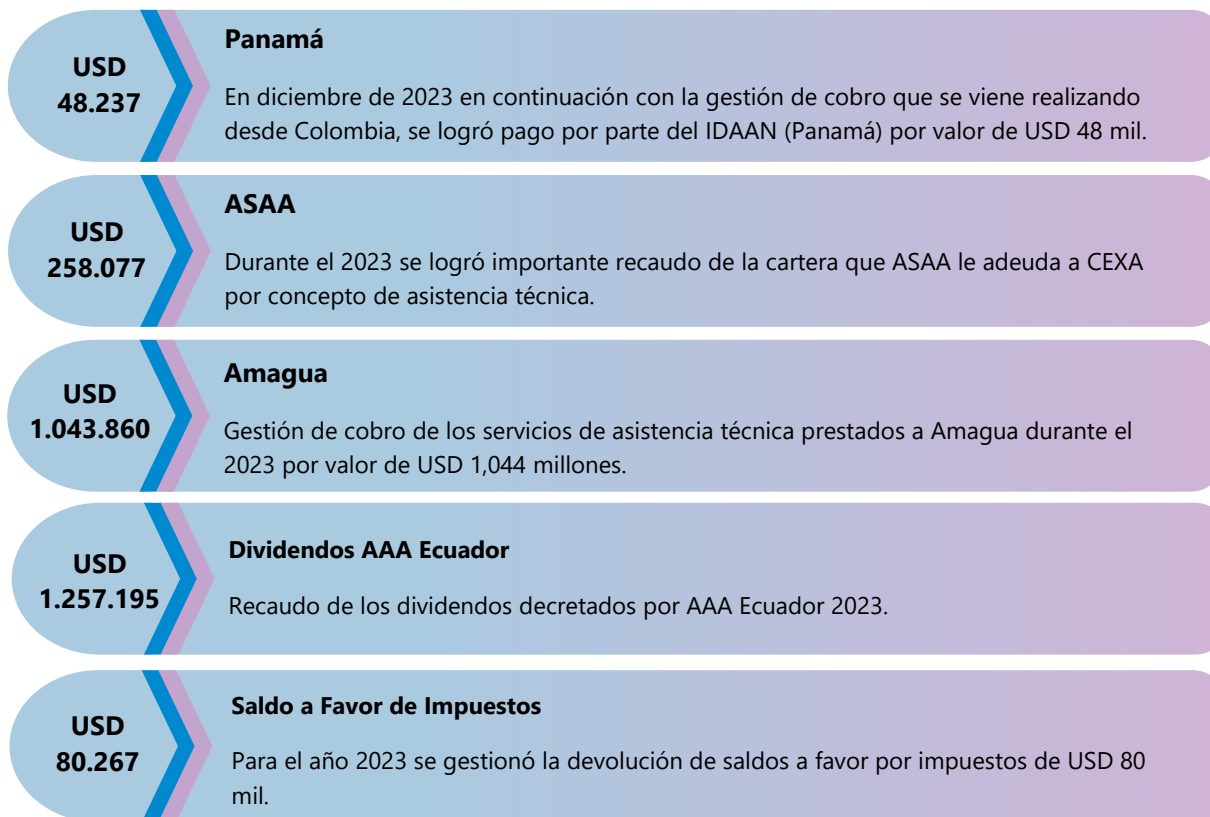 USD
48.237
Panamá
En diciembre de 2023 en continuación con la gestión de cobro que se viene realizando
desde Colombia, se logró pago por parte del IDAAN (Panamá) por valor de USD 48 mil.
USD
258.077
ASAA
Durante el 2023 se logró importante recaudo de la cartera que ASAA le adeuda a CEXA
por concepto de asistencia técnica.
USD
1.043.860
Amagua
Gestión de cobro de los servicios de asistencia técnica prestados a Amagua durante el
2023 por valor de USD 1,044 millones.
USD
1.257.195
Dividendos AAA Ecuador
Recaudo de los dividendos decretados por AAA Ecuador 2023.
USD
80.267
Saldo a Favor de Impuestos
Para el año 2023 se gestionó la devolución de saldos a favor por impuestos de USD 80
mil.